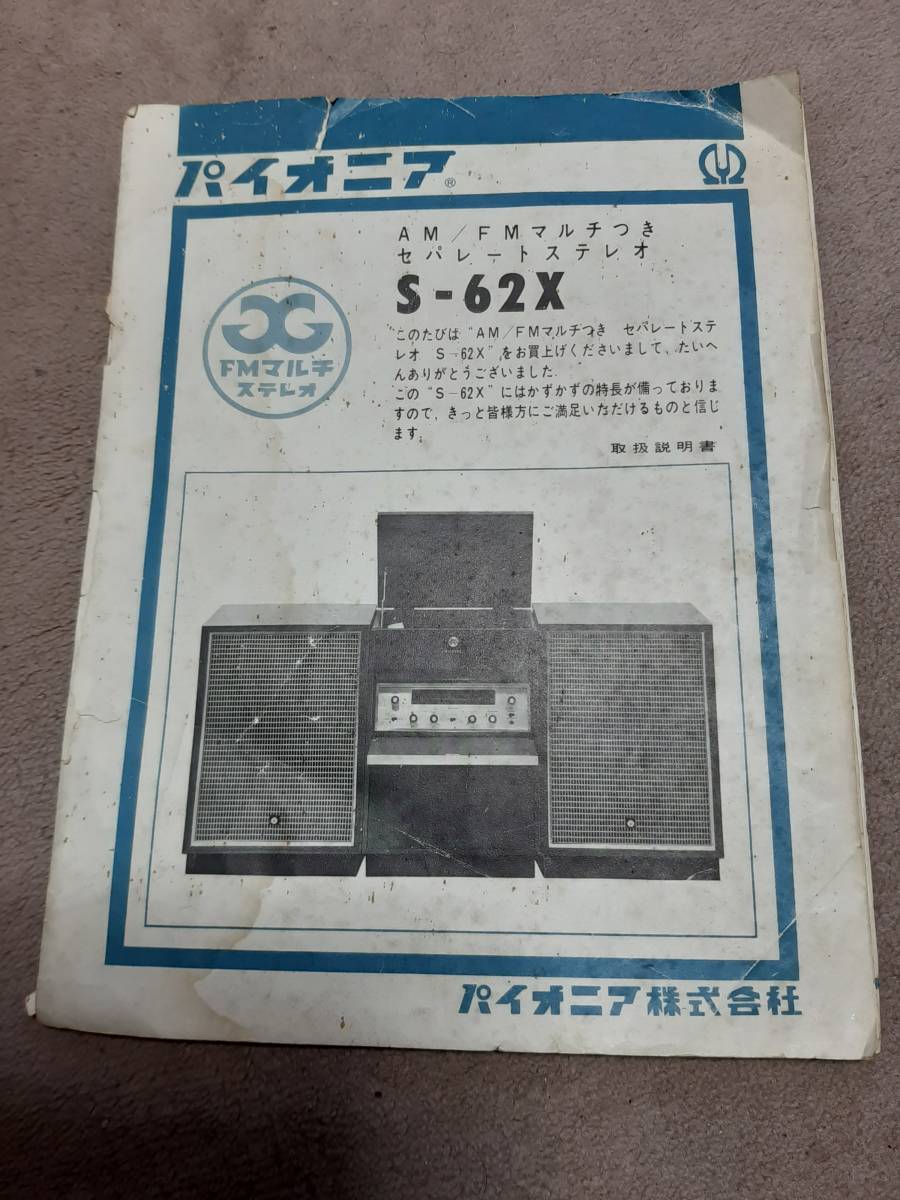 パイオニア®
AM/FMマルチつき
セパレートステレオ
S-62X
FMマルチ
ステレオ
このたびは“AM/FMマルチつき セパレートステ
レオ S-62X”をお買上げくださいまして、たいへ
んありがとうございました.
この“S-62X”にはかずかずの特長が備っておりま
すので、きっと皆様方にご満足いただけるものと信じ
ます.
取扱説明書
パイオニア株式会社